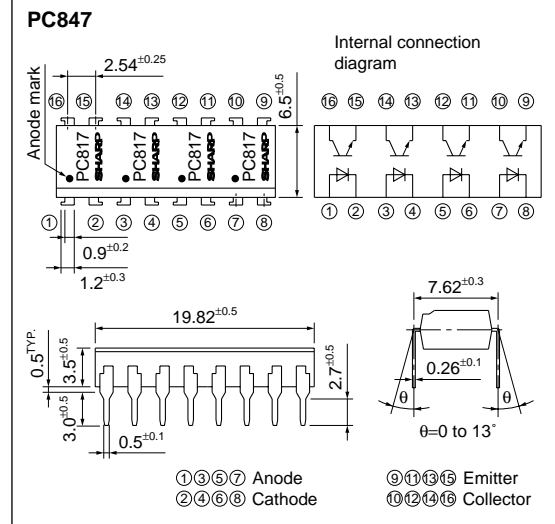 PC847
Internal connection
diagram
2.54±0.25
6.5±0.5
Anode mark
⑯ ⑮ ⑭ ⑬ ⑫ ⑪ ⑩ ⑨
⑯ ⑮ ⑭ ⑬ ⑫ ⑪ ⑩ ⑨
PC817 SHARP PC817 SHARP PC817 SHARP PC817 SHARP
① ② ③ ④ ⑤ ⑥ ⑦ ⑧
① ② ③ ④ ⑤ ⑥ ⑦ ⑧
0.9±0.2
1.2±0.3
19.82±0.5
7.62±0.3
0.5TYP.
3.5±0.5
2.7±0.5
3.0±0.5
0.5±0.1
0.26±0.1
θ θ
θ=0 to 13˚
①③⑤⑦ Anode
②④⑥⑧ Cathode
⑨⑪⑬⑮ Emitter
⑩⑫⑭⑯ Collector